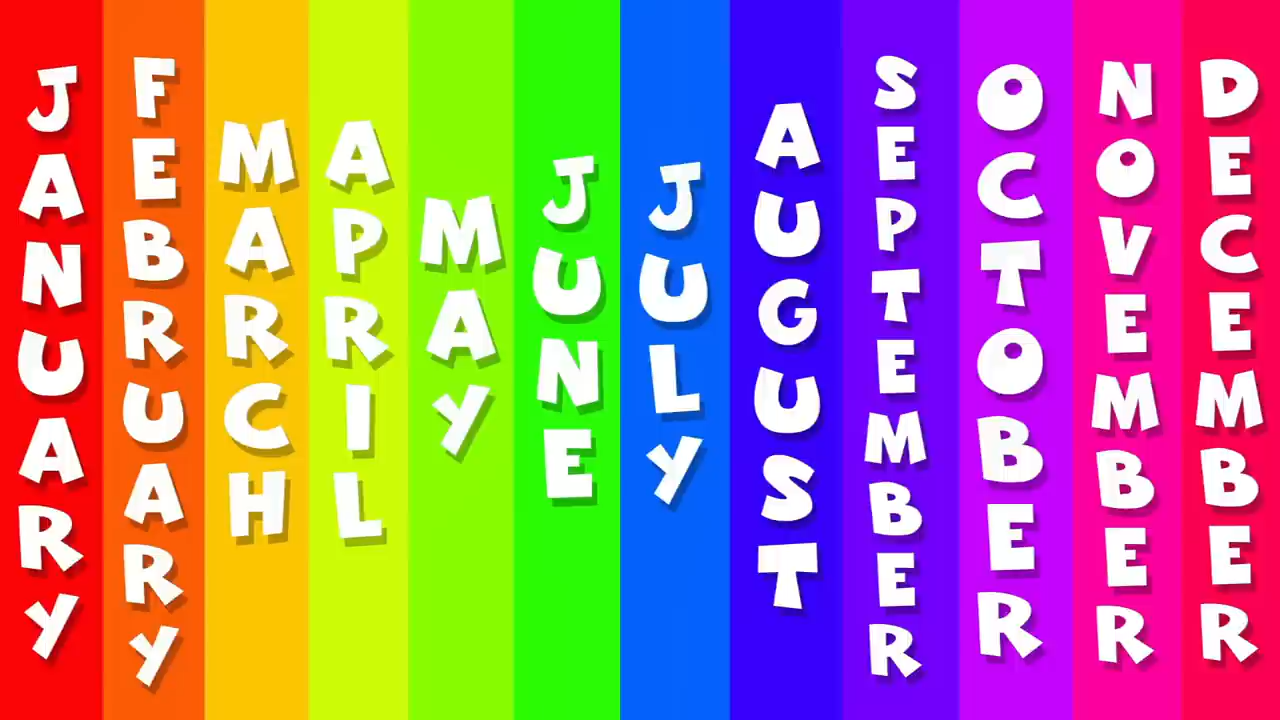 JANUARY
FEBRUARY
MARCH
APRIL
MAY
JUNE
JULY
AUGUST
SEPTEMBER
OCTOBER
NOVEMBER
DECEMBER